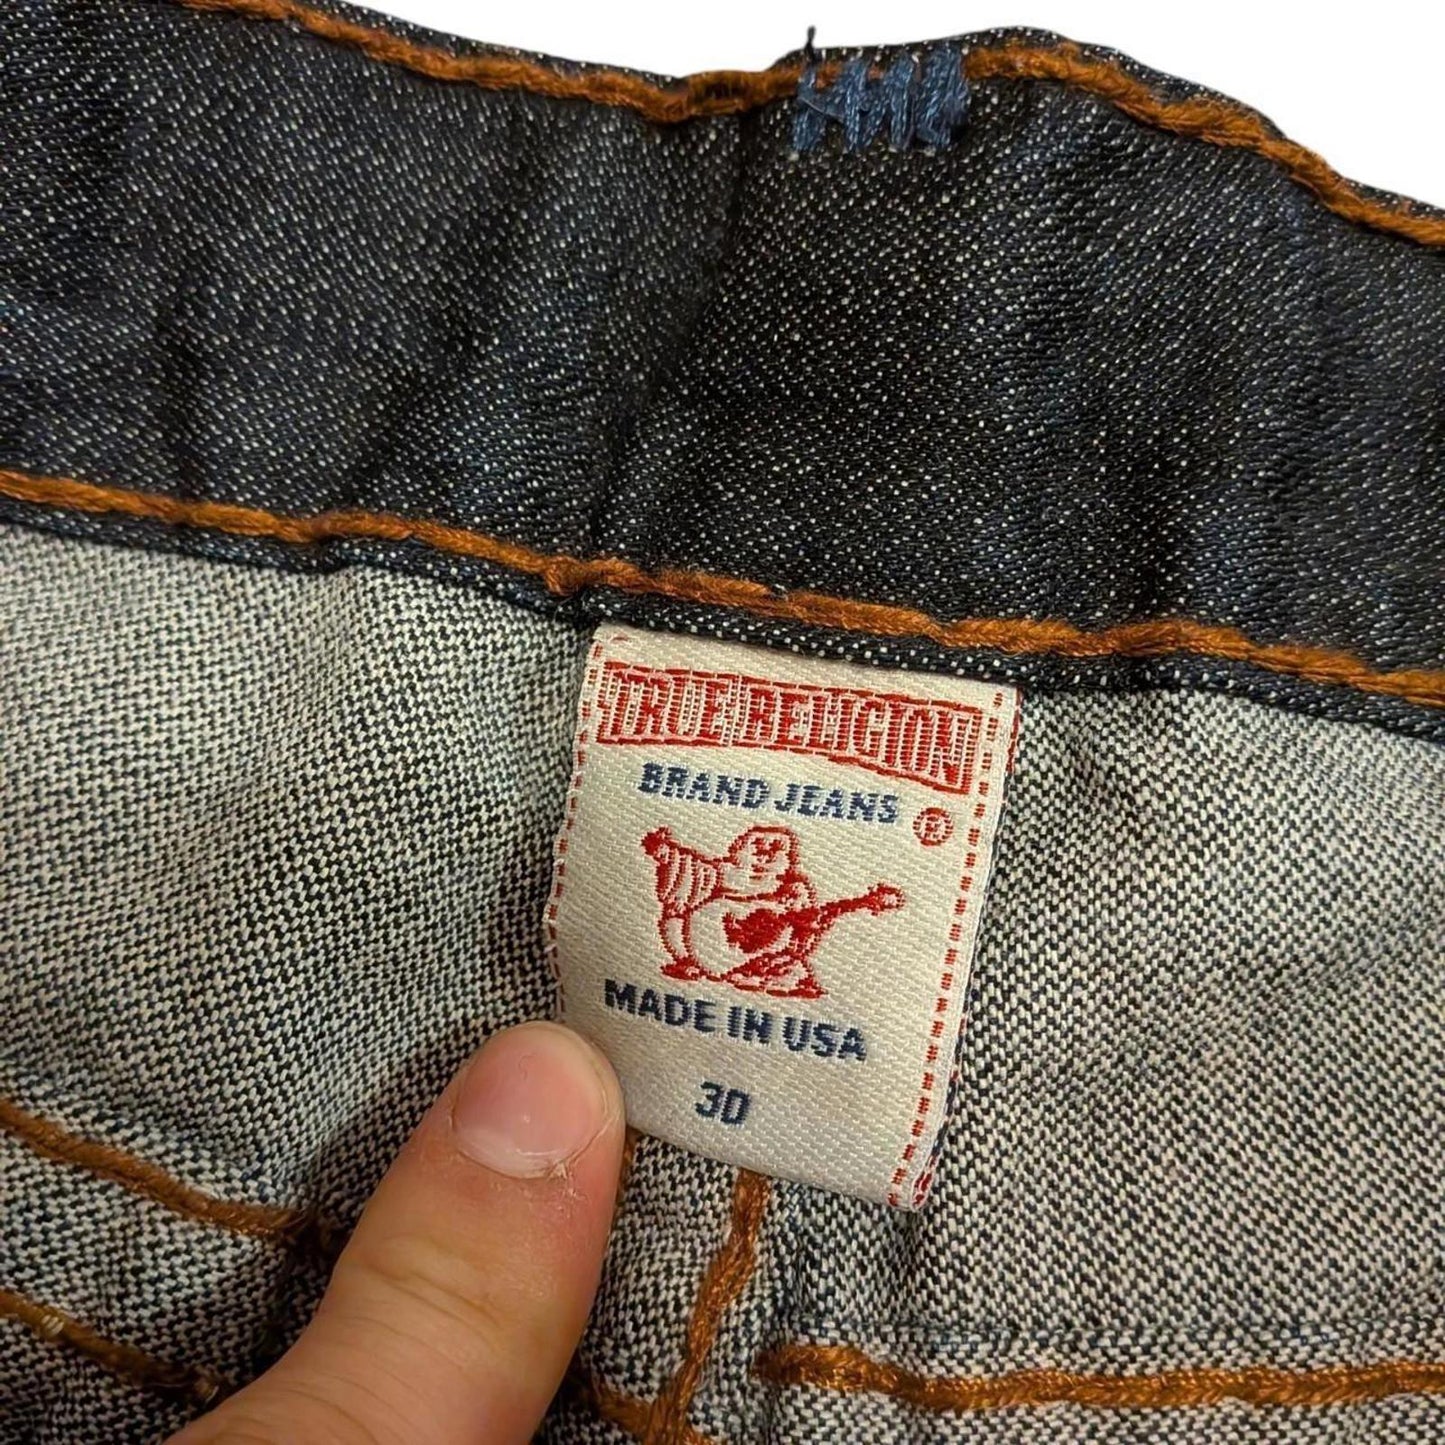 TRUE RELIGION
BRAND JEANS ®
MADE IN USA
30